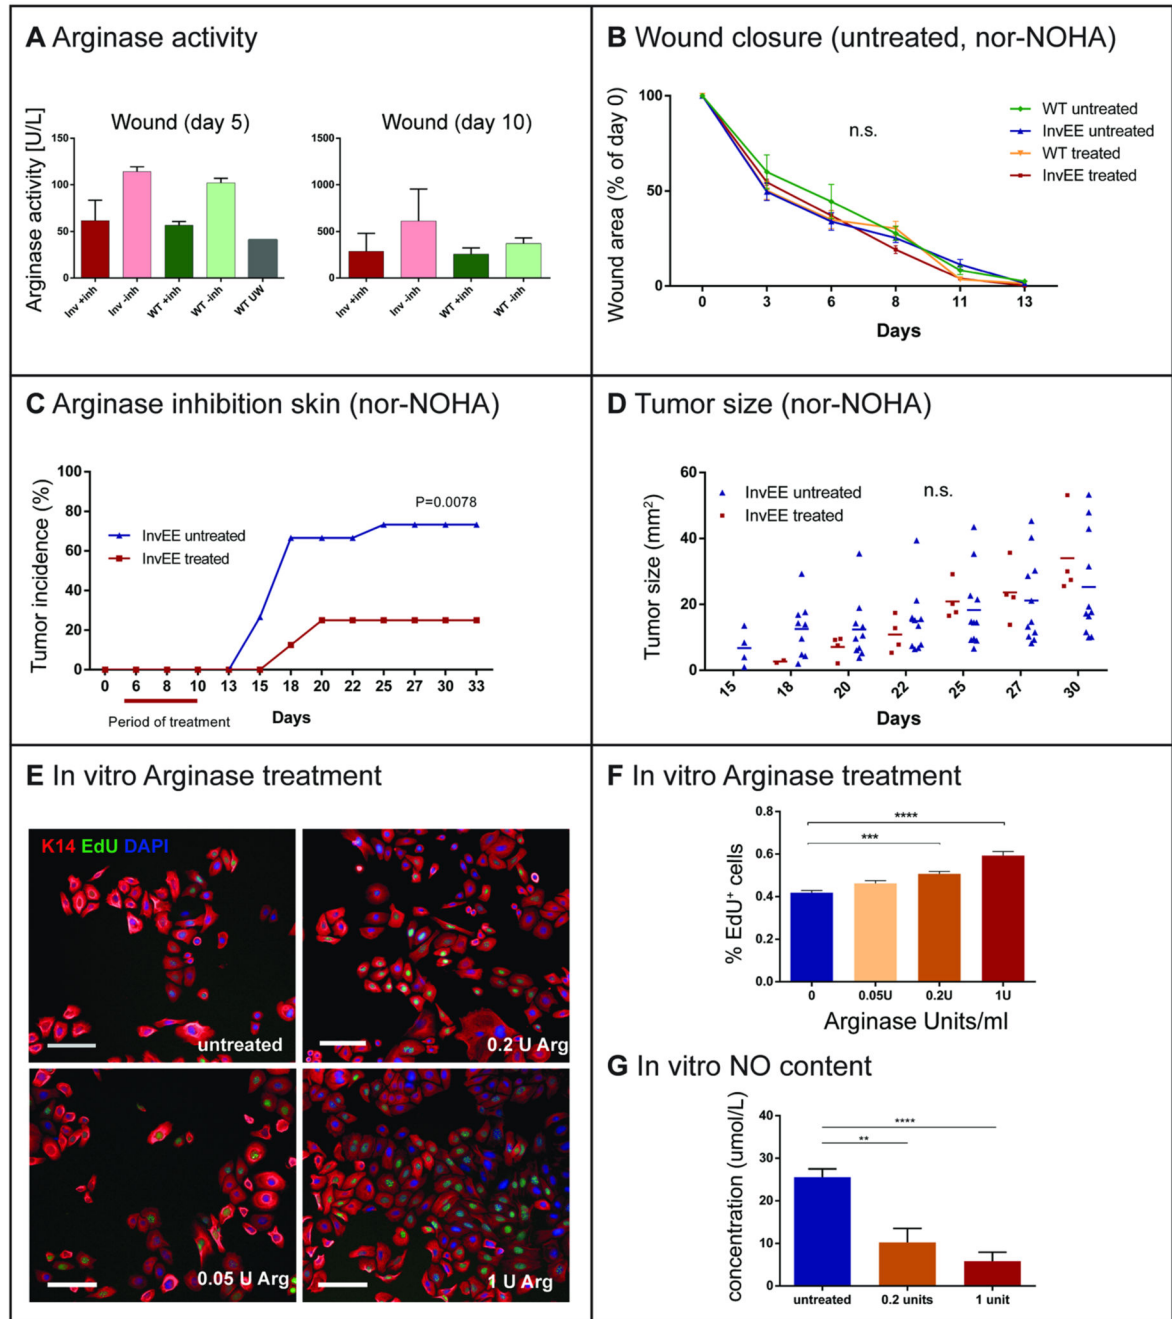 A Arginase activity
Wound (day 5)
Wound (day 10)
Arginase activity [U/L]
150
100
50
0
Inv +inh
Inv -inh
WT +inh
WT -inh
WT UW
1500
1000
500
0
Inv +inh
Inv -inh
WT +inh
WT -inh
B Wound closure (untreated, nor-NOHA)
Wound area (% of day 0)
100
50
0
n.s.
WT untreated
InvEE untreated
WT treated
InvEE treated
0 3 6 8 11 13
Days
C Arginase inhibition skin (nor-NOHA)
Tumor incidence (%)
100
80
60
40
20
0
P=0.0078
InvEE untreated
InvEE treated
0 6 8 10 13 15 18 20 22 25 27 30 33
Period of treatment
Days
D Tumor size (nor-NOHA)
Tumor size (mm²)
60
40
20
0
InvEE untreated
InvEE treated
n.s.
15 18 20 22 25 27 30
Days
E In vitro Arginase treatment
K14 EdU DAPI
untreated
0.2 U Arg
0.05 U Arg
1 U Arg
F In vitro Arginase treatment
% EdU⁺ cells
0.8
0.6
0.4
0.2
0.0
****
***
0 0.05U 0.2U 1U
Arginase Units/ml
G In vitro NO content
concentration (umol/L)
40
30
20
10
0
****
**
untreated 0.2 units 1 unit